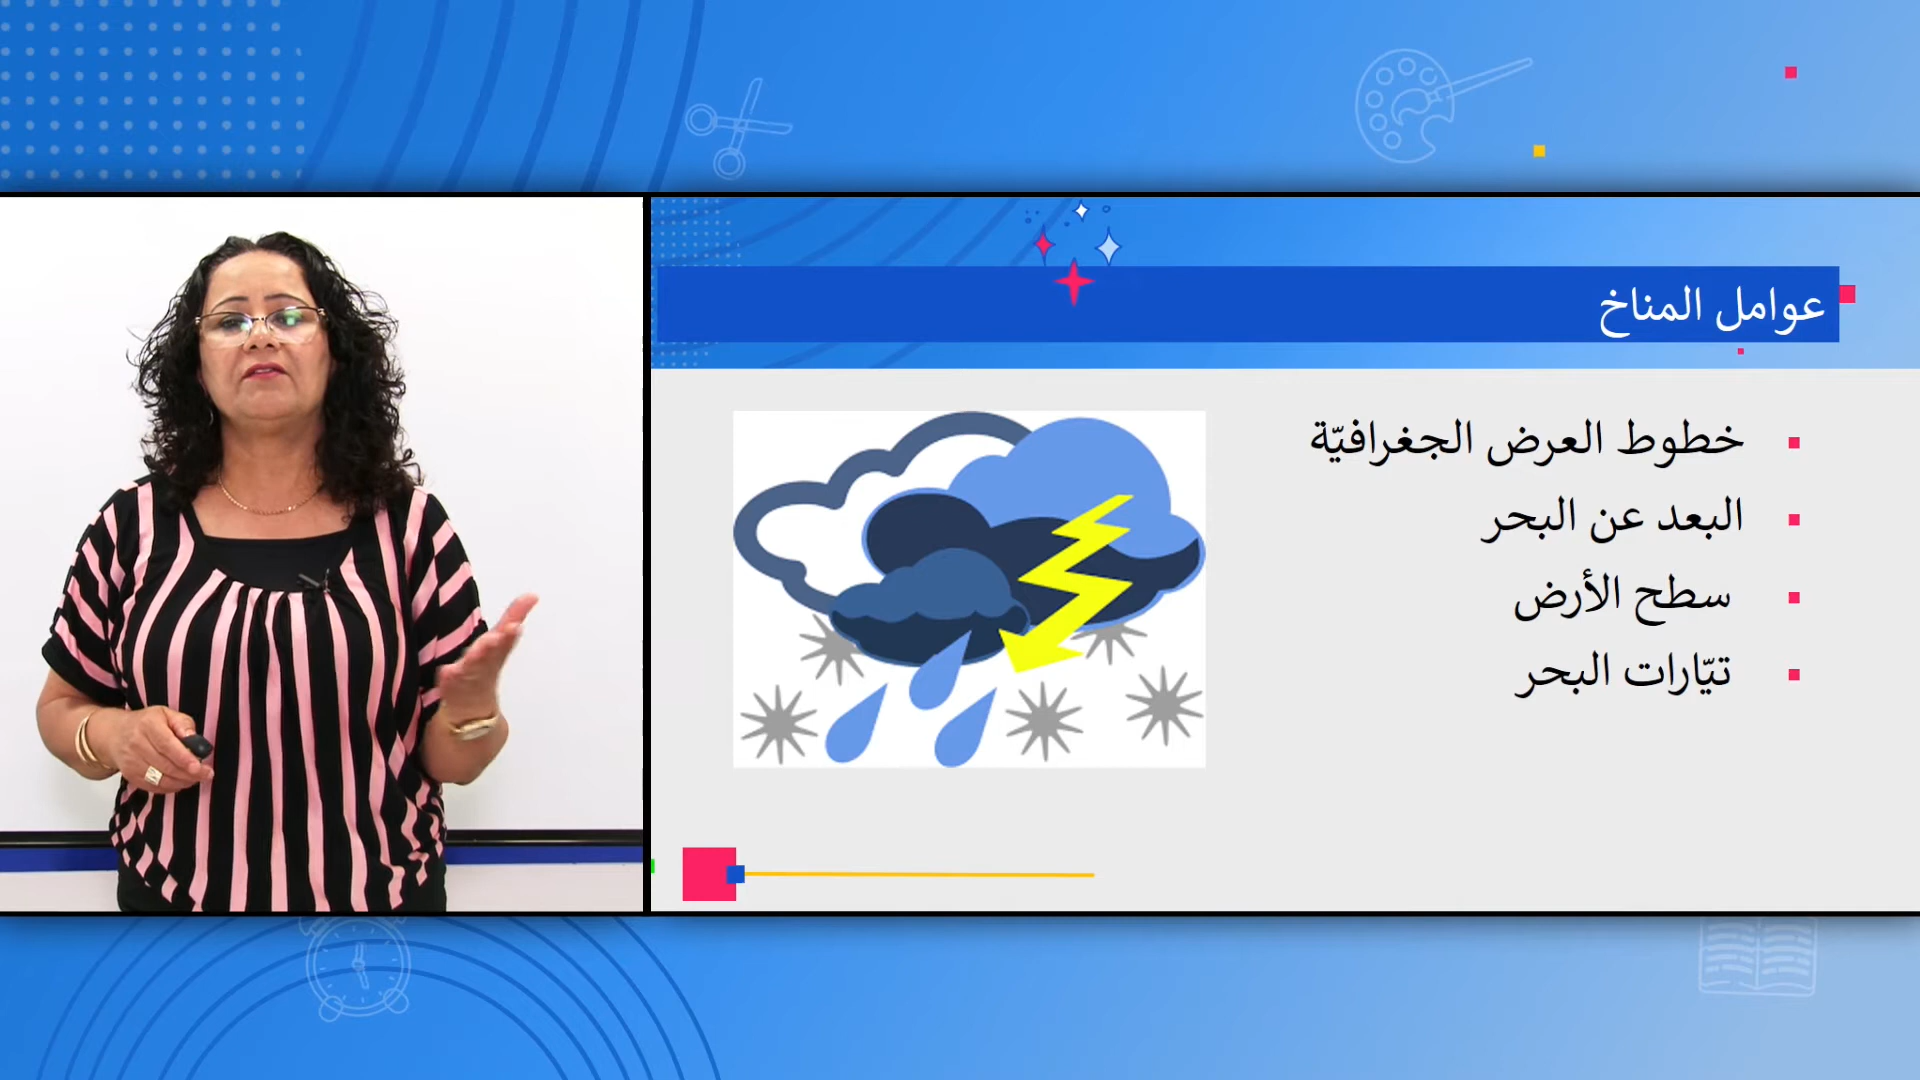 عوامل المناخ
خطوط العرض الجغرافيّة
البعد عن البحر
سطح الأرض
تيّارات البحر